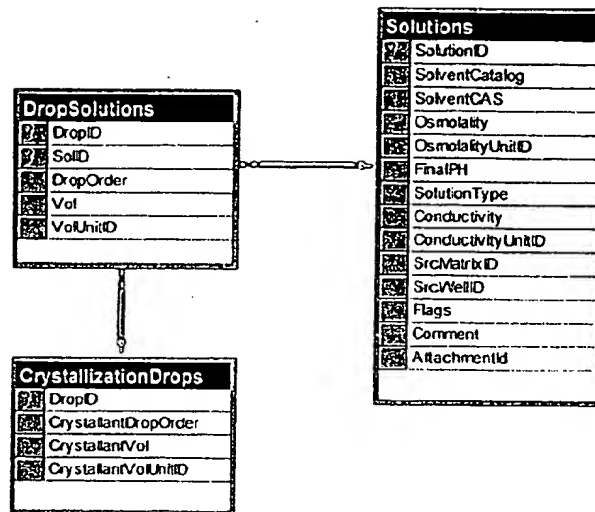 DropSolutions
DropID
SolID
DropOrder
Vol
VolUnitID
CrystallizationDrops
DropID
CrystallantDropOrder
CrystallantVol
CrystallantVolUnitID
Solutions
SolutionID
SolventCatalog
SolventCAS
Osmolality
OsmolalityUnitID
FinalPH
SolutionType
Conductivity
ConductivityUnitID
SrcMatrixID
SrcWellID
Flags
Comment
AttachmentId